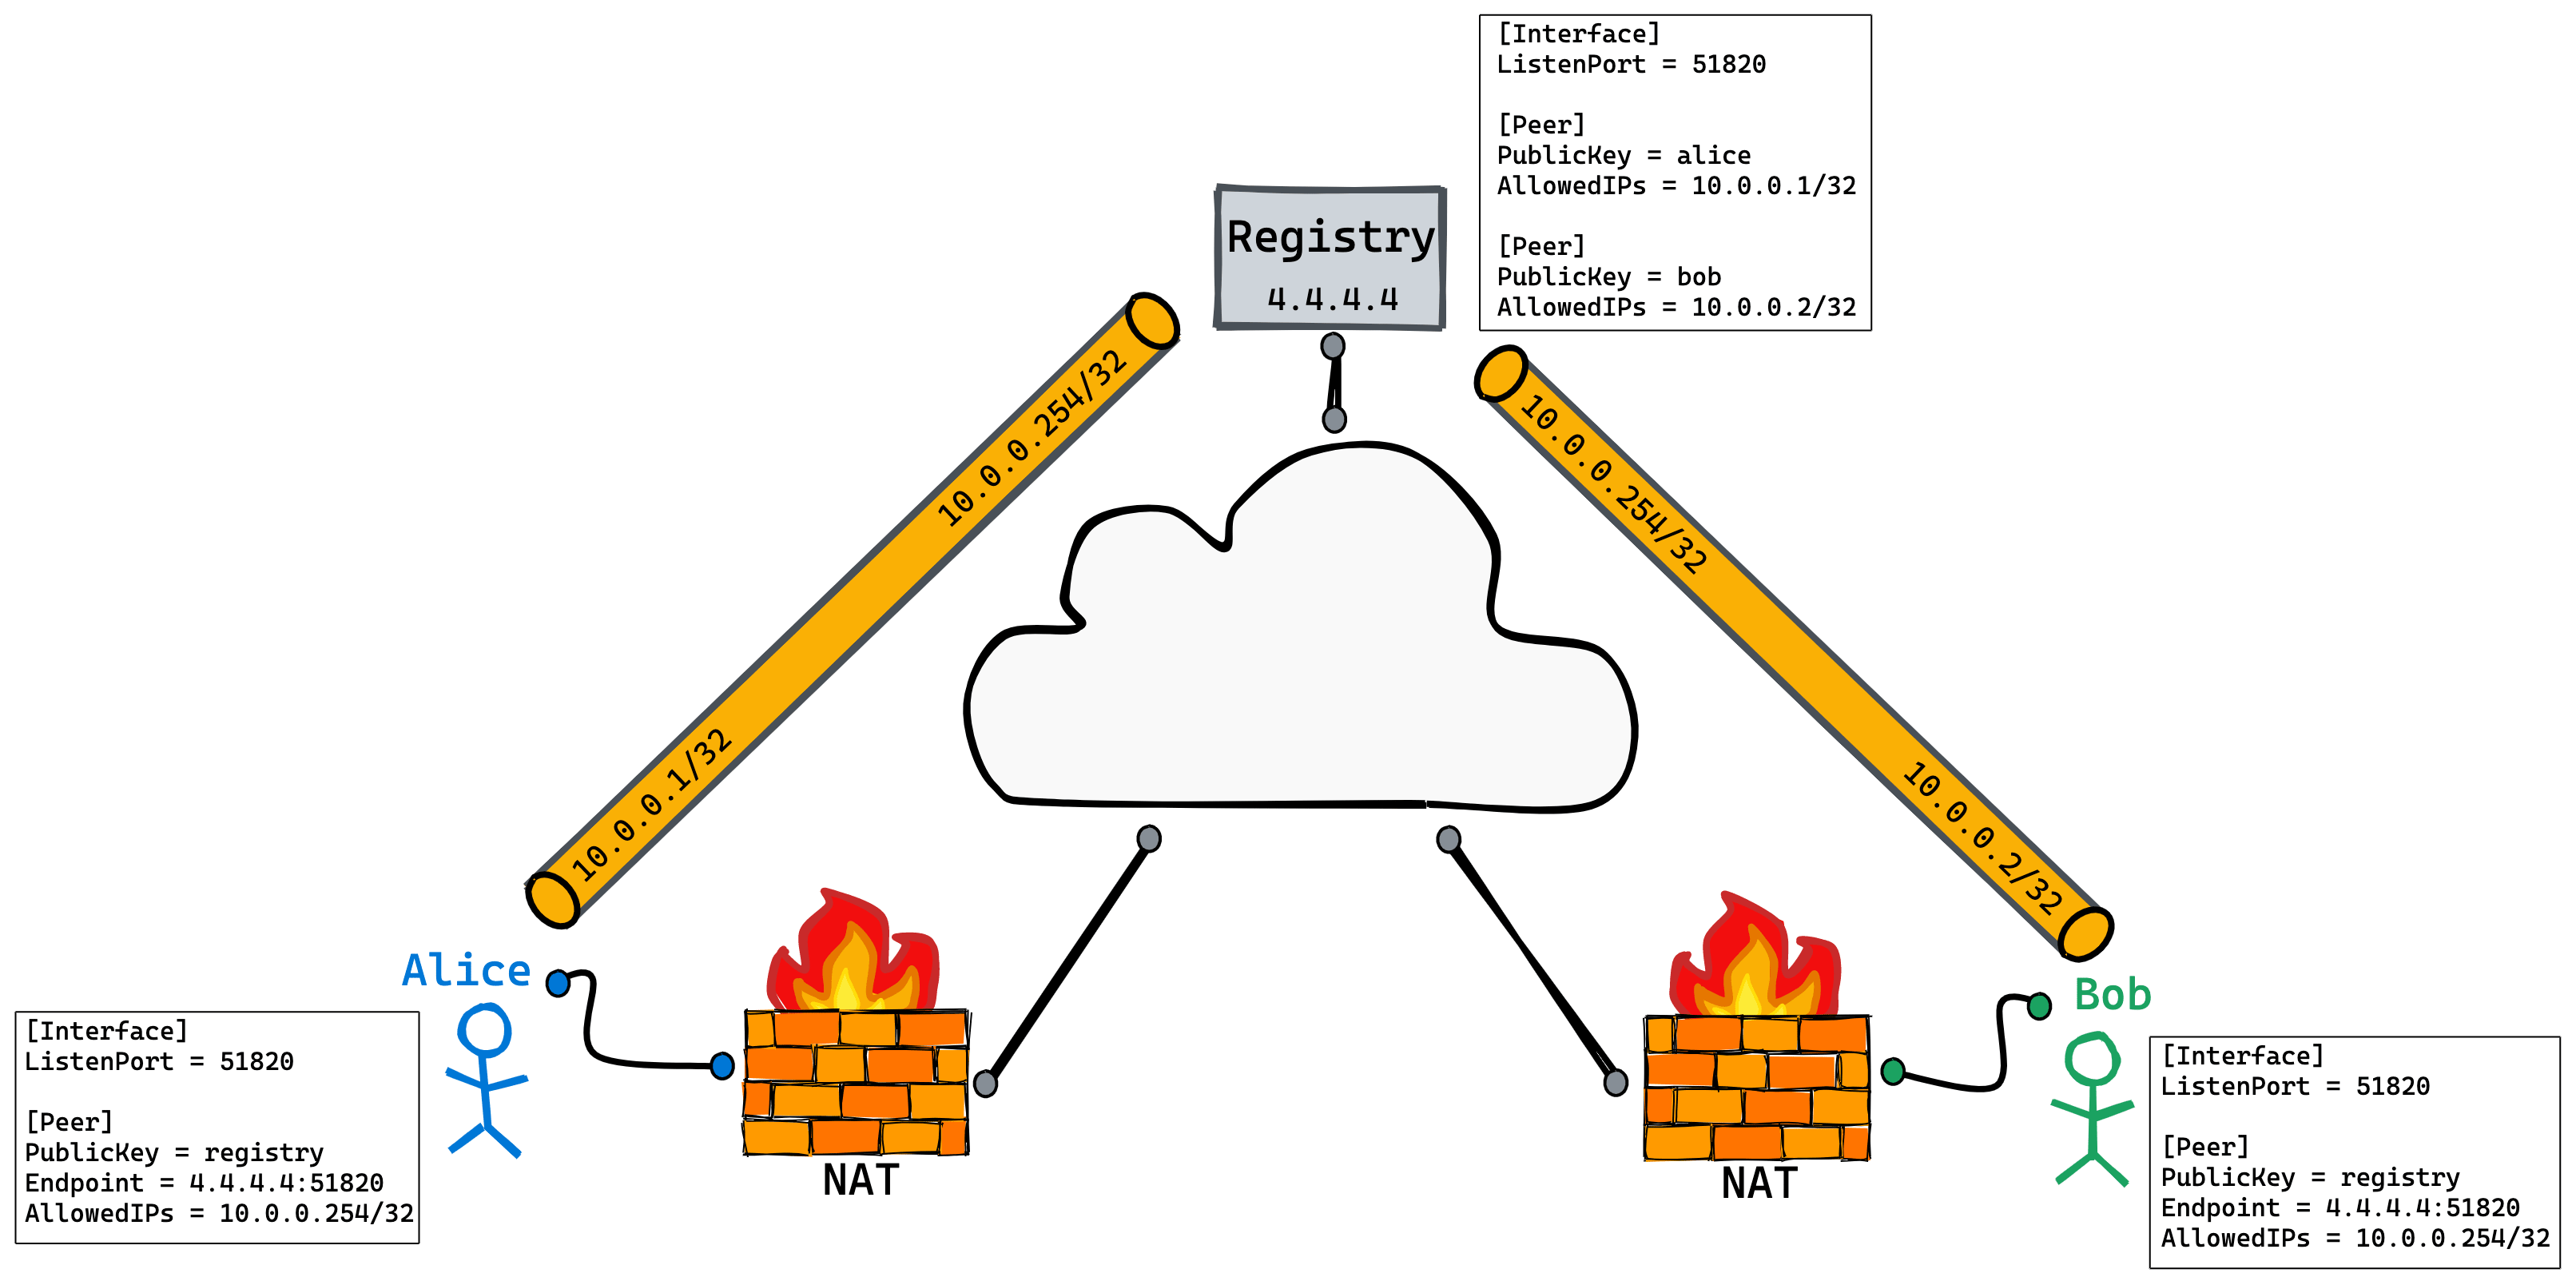 [Interface]
ListenPort = 51820
[Peer]
PublicKey = alice
AllowedIPs = 10.0.0.1/32
[Peer]
PublicKey = bob
AllowedIPs = 10.0.0.2/32
Registry
4.4.4.4
10.0.0.254/32
10.0.0.1/32
10.0.0.254/32
10.0.0.2/32
Alice
[Interface]
ListenPort = 51820
[Peer]
PublicKey = registry
Endpoint = 4.4.4.4:51820
AllowedIPs = 10.0.0.254/32
NAT
NAT
Bob
[Interface]
ListenPort = 51820
[Peer]
PublicKey = registry
Endpoint = 4.4.4.4:51820
AllowedIPs = 10.0.0.254/32